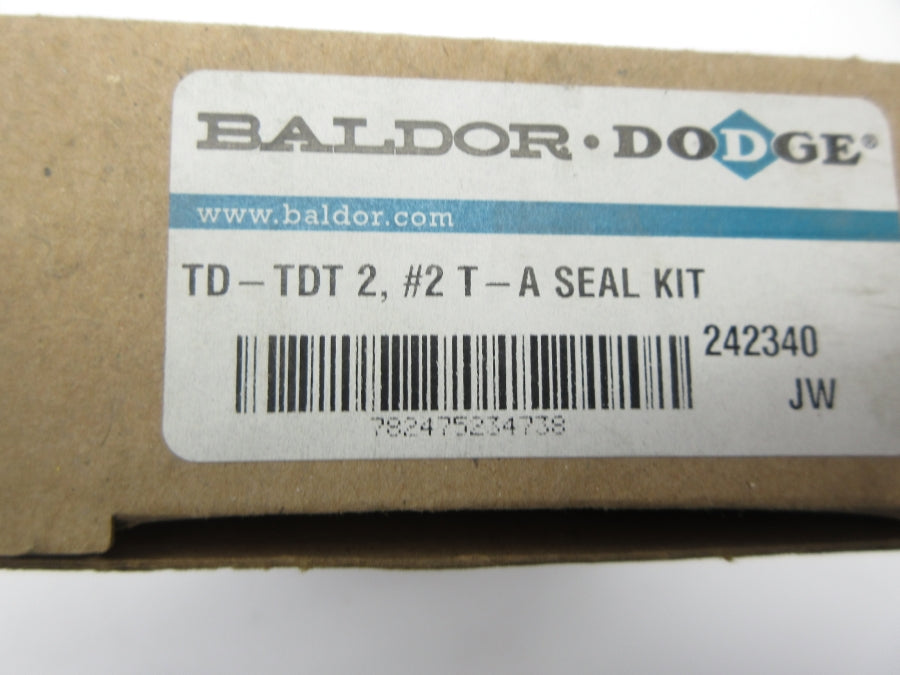 BALDOR · DODGE®
www.baldor.com
TD-TDT 2, #2 T-A SEAL KIT
242340
JW
782475234738